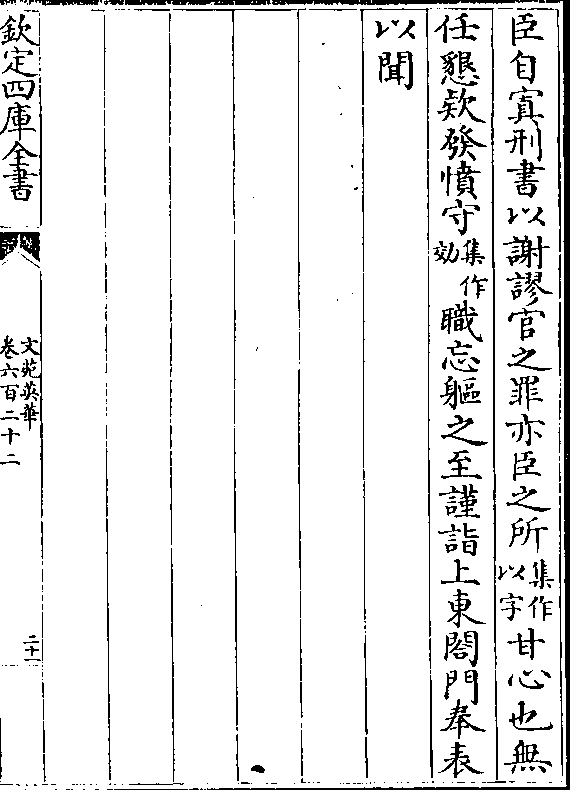 臣自寘刑書以謝謬官之罪亦臣之所集作以字甘心也無
任懇欵發憤守集作効職忘軀之至謹詣上東閤門奉表
以聞
欽定四庫全書
文苑英華
卷六百二十二
二十一